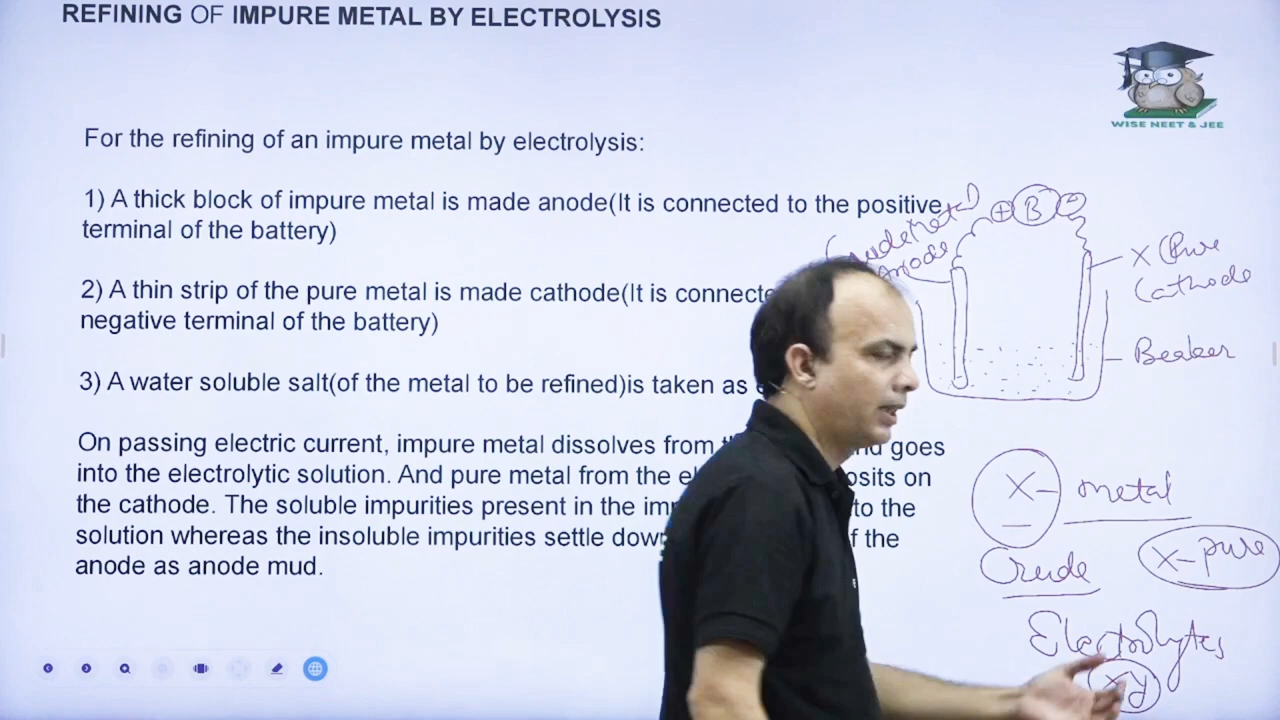 REFINING OF IMPURE METAL BY ELECTROLYSIS
WISE NEET & JEE
For the refining of an impure metal by electrolysis:
1) A thick block of impure metal is made anode(It is connected to the positive
terminal of the battery)
2) A thin strip of the pure metal is made cathode(It is
negative terminal of the battery)
3) A water soluble salt(of the metal to be refined)is taken as
On passing electric current, impure metal dissolves from goes
into the electrolytic solution. And pure metal from the on
the cathode. The soluble impurities present in the to the
solution whereas the insoluble impurities settle the
anode as anode mud.
+ B -
Anode
X (Pure
Cathode
Beaker
X - metal
Crude
X-pure
Electrolytes
XY